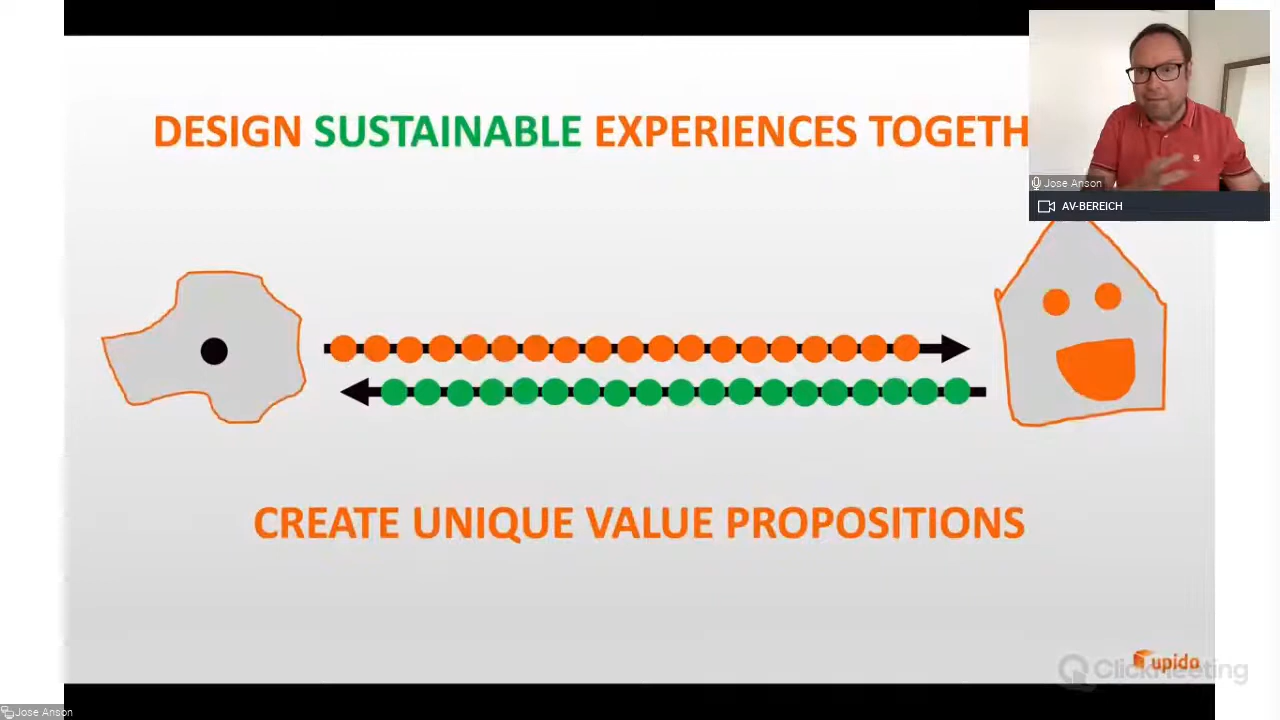 DESIGN SUSTAINABLE EXPERIENCES TOGETH
Jose Anson
AV-BEREICH
CREATE UNIQUE VALUE PROPOSITIONS
upido
ClickMeeting
Jose Anson